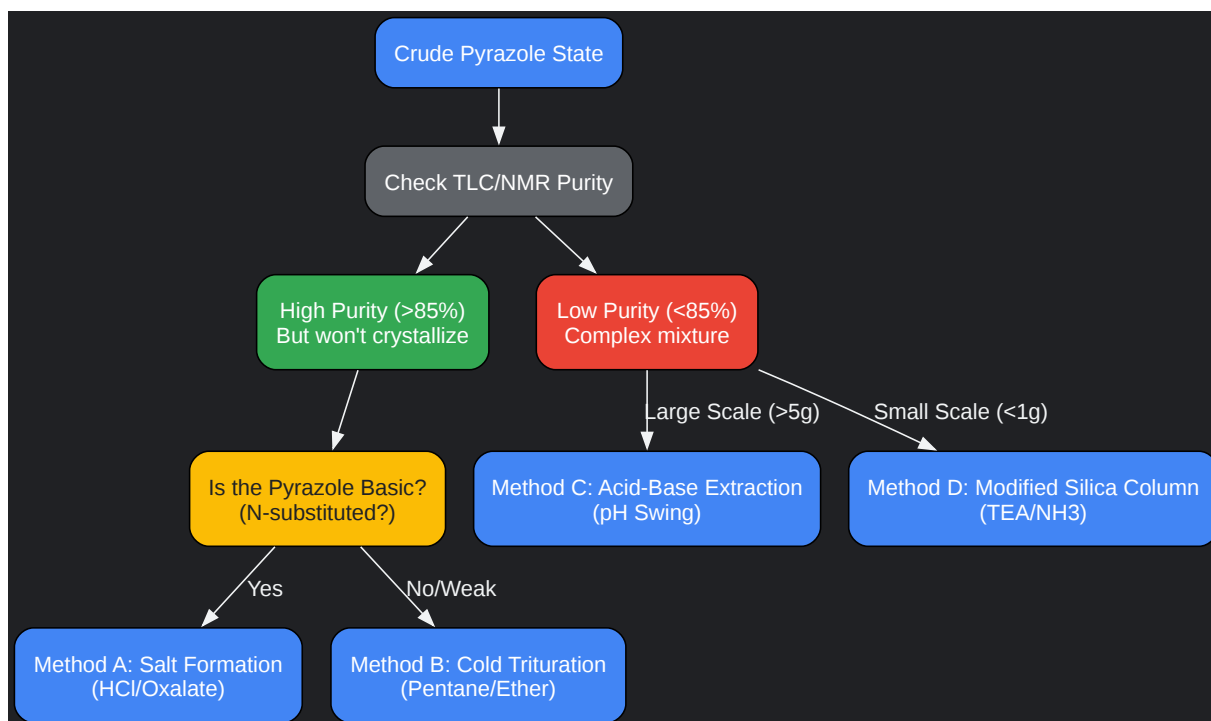 Crude Pyrazole State
Check TLC/NMR Purity
High Purity (>85%)
But won't crystallize
Low Purity (<85%)
Complex mixture
Large Scale (>5g)
Small Scale (<1g)
Is the Pyrazole Basic?
(N-substituted?)
Method C: Acid-Base Extraction
(pH Swing)
Method D: Modified Silica Column
(TEA/NH3)
Yes
No/Weak
Method A: Salt Formation
(HCl/Oxalate)
Method B: Cold Trituration
(Pentane/Ether)